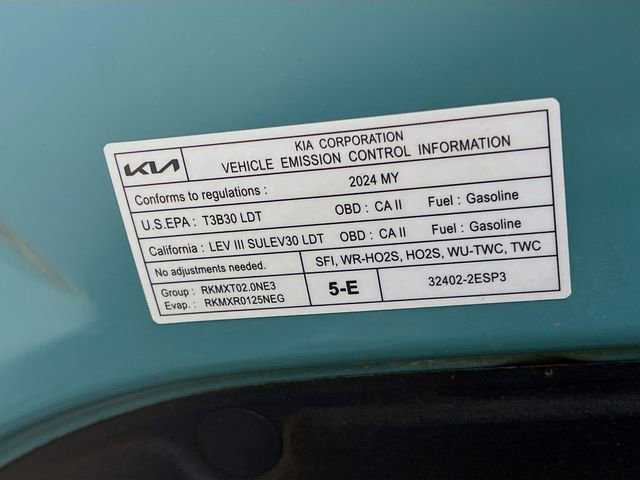 KIA
KIA CORPORATION
VEHICLE EMISSION CONTROL INFORMATION
Conforms to regulations : 2024 MY
U.S.EPA : T3B30 LDT OBD : CA II Fuel : Gasoline
California : LEV III SULEV30 LDT OBD : CA II Fuel : Gasoline
No adjustments needed. SFI, WR-HO2S, HO2S, WU-TWC, TWC
Group : RKMXT02.0NE3
Evap. : RKMXR0125NEG
5-E
32402-2ESP3